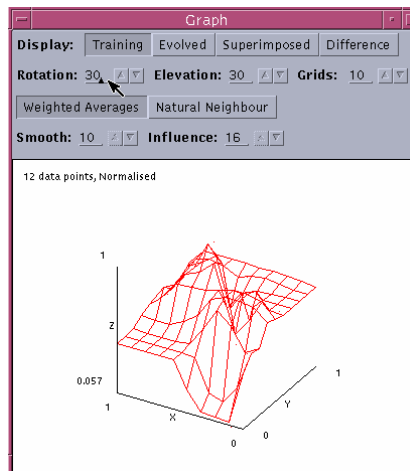 Graph
Display: Training Evolved Superimposed Difference
Rotation: 30 Elevation: 30 Grids: 10
Weighted Averages Natural Neighbour
Smooth: 10 Influence: 16
12 data points, Normalised
1
Z
0.057
1
X
0
0
Y
1